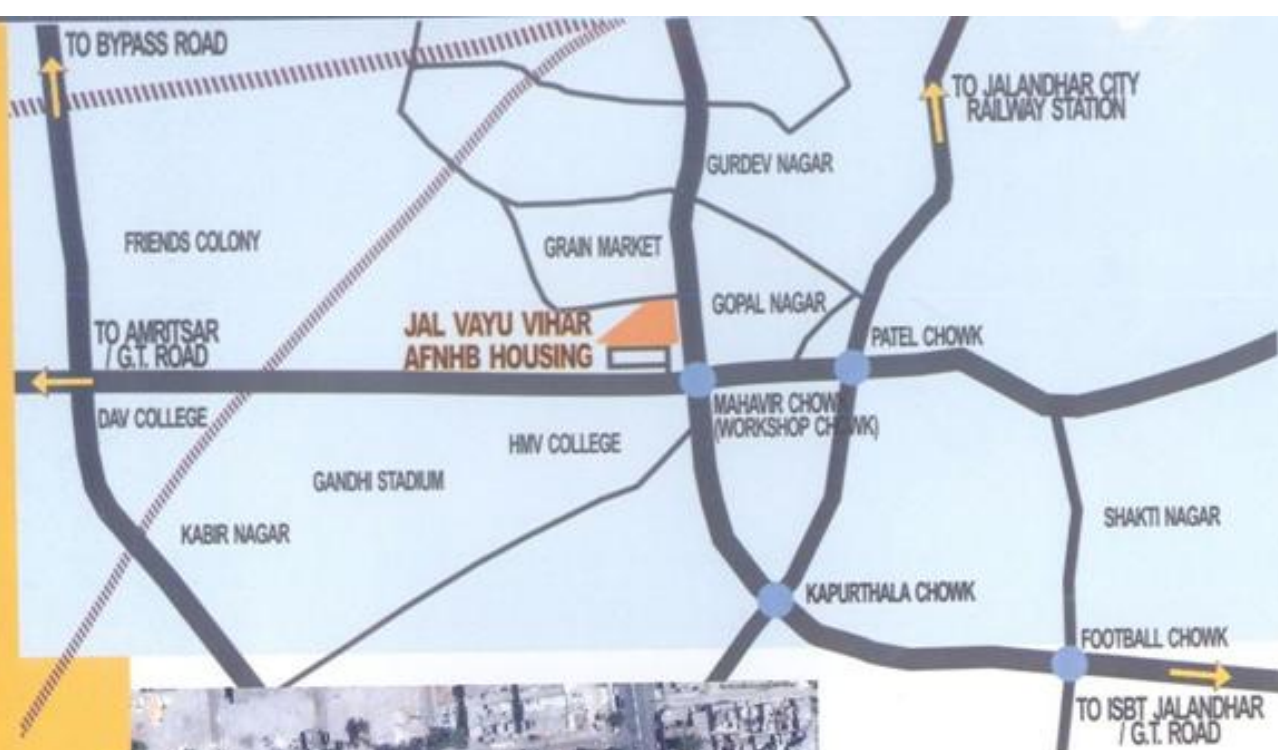 TO BYPASS ROAD
TO JALANDHAR CITY
RAILWAY STATION
GURDEV NAGAR
FRIENDS COLONY
GRAIN MARKET
GOPAL NAGAR
JAL VAYU VIHAR
AFNHB HOUSING
TO AMRITSAR
/ G.T. ROAD
PATEL CHOWK
DAV COLLEGE
MAHAVIR CHOWK
(WORKSHOP CHOWK)
HMV COLLEGE
GANDHI STADIUM
KABIR NAGAR
SHAKTI NAGAR
KAPURTHALA CHOWK
FOOTBALL CHOWK
TO ISBT JALANDHAR
/ G.T. ROAD